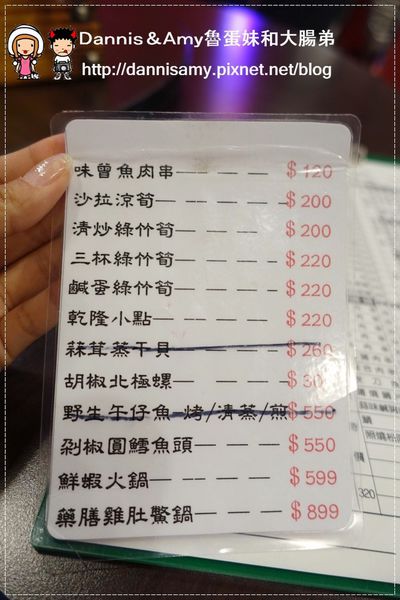 Dannis & Amy魯蛋妹和大腸弟
http://dannisamy.pixnet.net/blog
味曾魚肉串 $120
沙拉涼筍 $200
清炒綠竹筍 $200
三杯綠竹筍 $220
鹹蛋綠竹筍 $220
乾隆小點 $220
蒜茸蒸干貝 $260
胡椒北極螺
野生午仔魚 烤/清蒸/煎 $550
剁椒圓鱈魚頭 $550
鮮蝦火鍋 $599
藥膳雞肚鱉鍋 $899
320